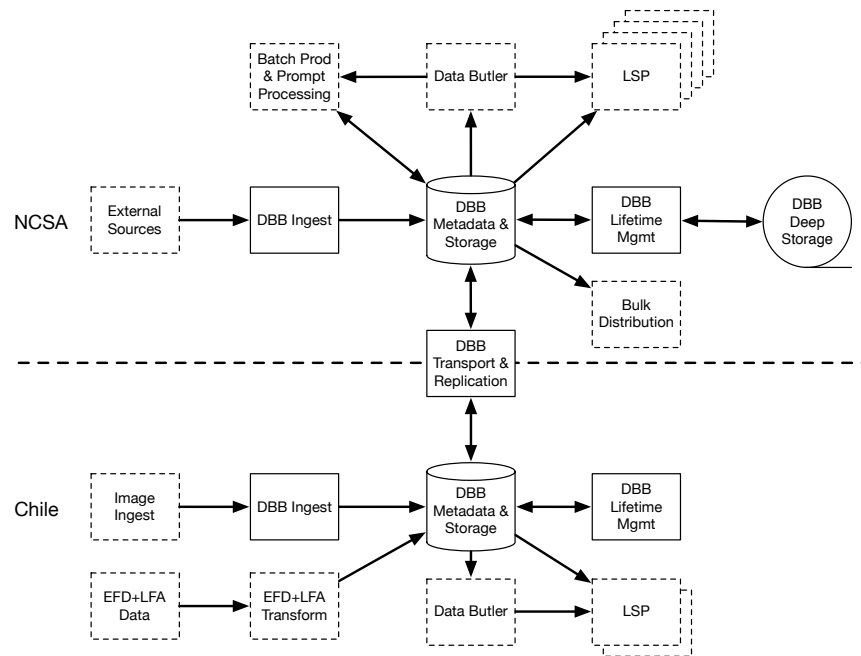 Batch Prod
& Prompt
Processing
Data Butler
LSP
NCSA
External
Sources
DBB Ingest
DBB
Metadata &
Storage
DBB
Lifetime
Mgmt
DBB
Deep
Storage
Bulk
Distribution
DBB
Transport &
Replication
Chile
Image
Ingest
DBB Ingest
DBB
Metadata &
Storage
DBB
Lifetime
Mgmt
EFD+LFA
Data
EFD+LFA
Transform
Data Butler
LSP